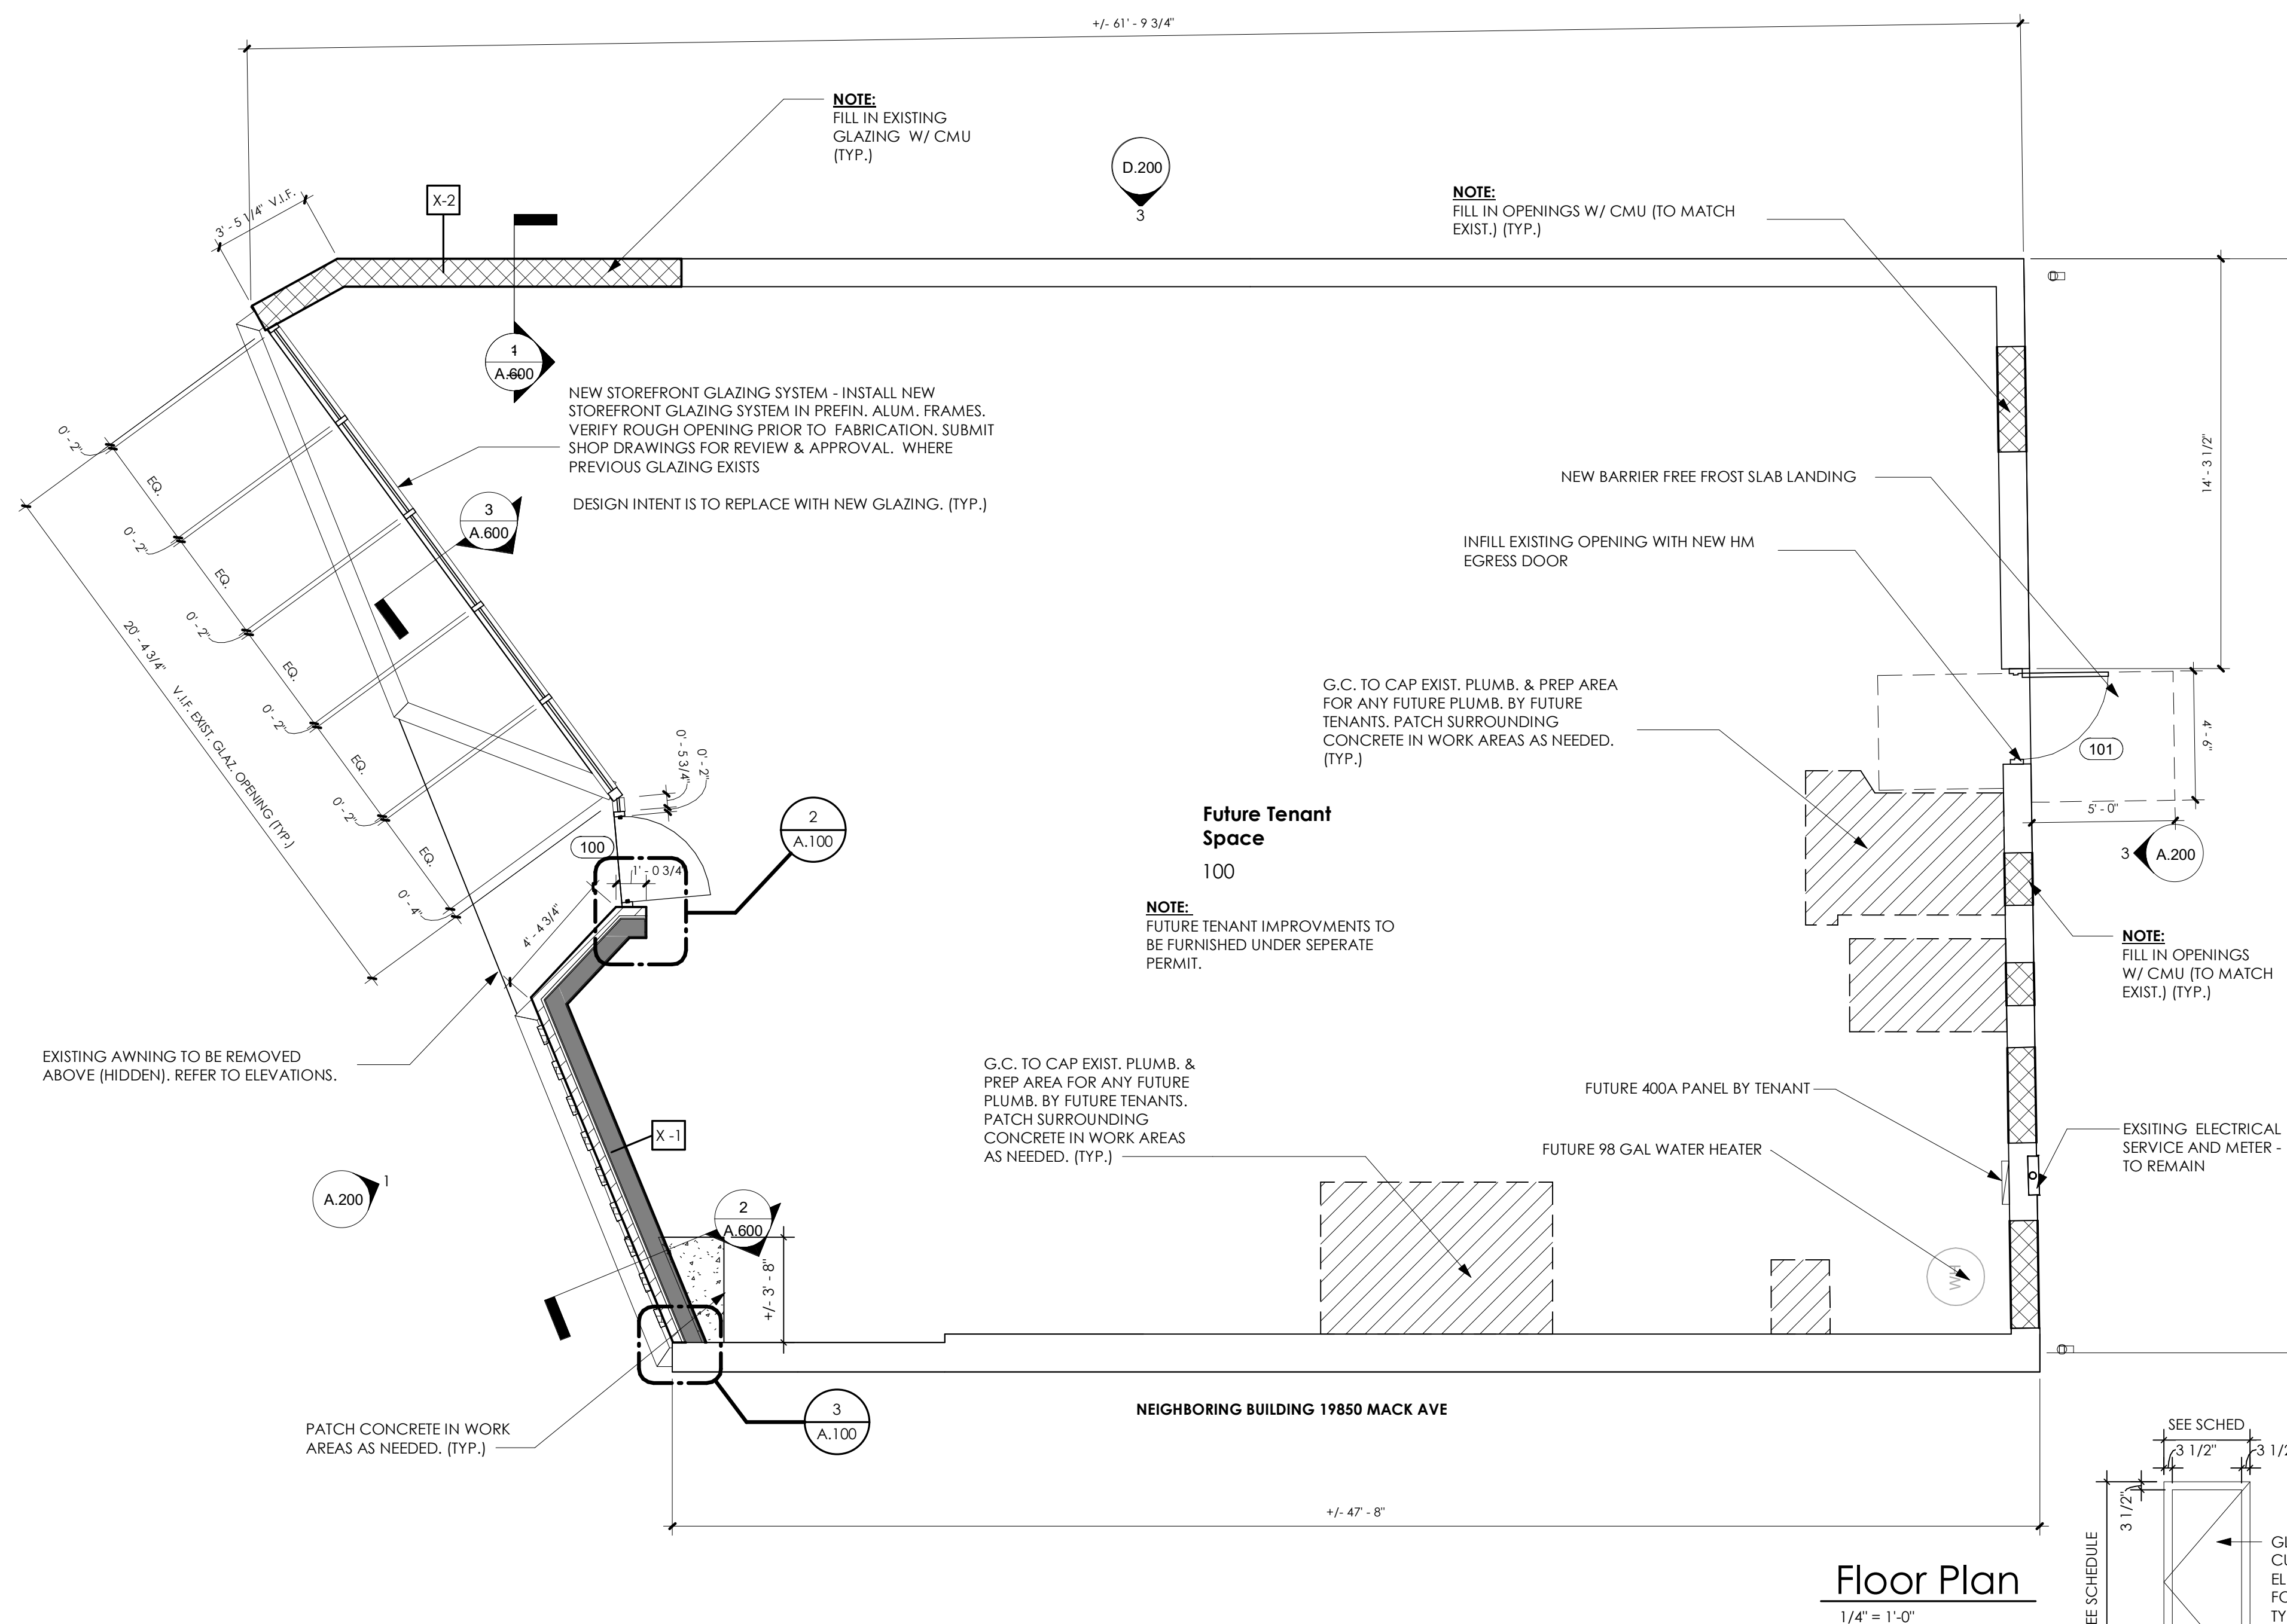 +/- 61' - 9 3/4"
NOTE:
FILL IN EXISTING
GLAZING W/ CMU
(TYP.)
D.200
3
NOTE:
FILL IN OPENINGS W/ CMU (TO MATCH
EXIST.) (TYP.)
3' - 5 1/4" V.I.F.
X-2
1
A.600
NEW STOREFRONT GLAZING SYSTEM - INSTALL NEW
STOREFRONT GLAZING SYSTEM IN PREFIN. ALUM. FRAMES.
VERIFY ROUGH OPENING PRIOR TO FABRICATION. SUBMIT
SHOP DRAWINGS FOR REVIEW & APPROVAL. WHERE
PREVIOUS GLAZING EXISTS
DESIGN INTENT IS TO REPLACE WITH NEW GLAZING. (TYP.)
3
A.600
0' - 2"
EQ.
0' - 2"
EQ.
0' - 2"
EQ.
0' - 2"
EQ.
0' - 2"
EQ.
0' - 4"
20' - 4 3/4" V.I.F. EXIST. GLAZ. OPENING (TYP.)
14' - 3 1/2"
NEW BARRIER FREE FROST SLAB LANDING
INFILL EXISTING OPENING WITH NEW HM
EGRESS DOOR
G.C. TO CAP EXIST. PLUMB. & PREP AREA
FOR ANY FUTURE PLUMB. BY FUTURE
TENANTS. PATCH SURROUNDING
CONCRETE IN WORK AREAS AS NEEDED.
(TYP.)
4' - 6"
101
5' - 0"
3
A.200
0' - 5 3/4"
0' - 2"
100
1' - 0 3/4"
4' - 4 3/4"
2
A.100
Future Tenant
Space
100
NOTE:
FUTURE TENANT IMPROVMENTS TO
BE FURNISHED UNDER SEPERATE
PERMIT.
NOTE:
FILL IN OPENINGS
W/ CMU (TO MATCH
EXIST.) (TYP.)
EXISTING AWNING TO BE REMOVED
ABOVE (HIDDEN). REFER TO ELEVATIONS.
G.C. TO CAP EXIST. PLUMB. &
PREP AREA FOR ANY FUTURE
PLUMB. BY FUTURE TENANTS.
PATCH SURROUNDING
CONCRETE IN WORK AREAS
AS NEEDED. (TYP.)
FUTURE 400A PANEL BY TENANT
FUTURE 98 GAL WATER HEATER
EXSITING ELECTRICAL
SERVICE AND METER -
TO REMAIN
X -1
A.200
1
2
A.600
+/- 3' - 8"
HW
PATCH CONCRETE IN WORK
AREAS AS NEEDED. (TYP.)
3
A.100
NEIGHBORING BUILDING 19850 MACK AVE
+/- 47' - 8"
SEE SCHED
3 1/2"
3 1/2
3 1/2"
SEE SCHEDULE
Floor Plan
1/4" = 1'-0"